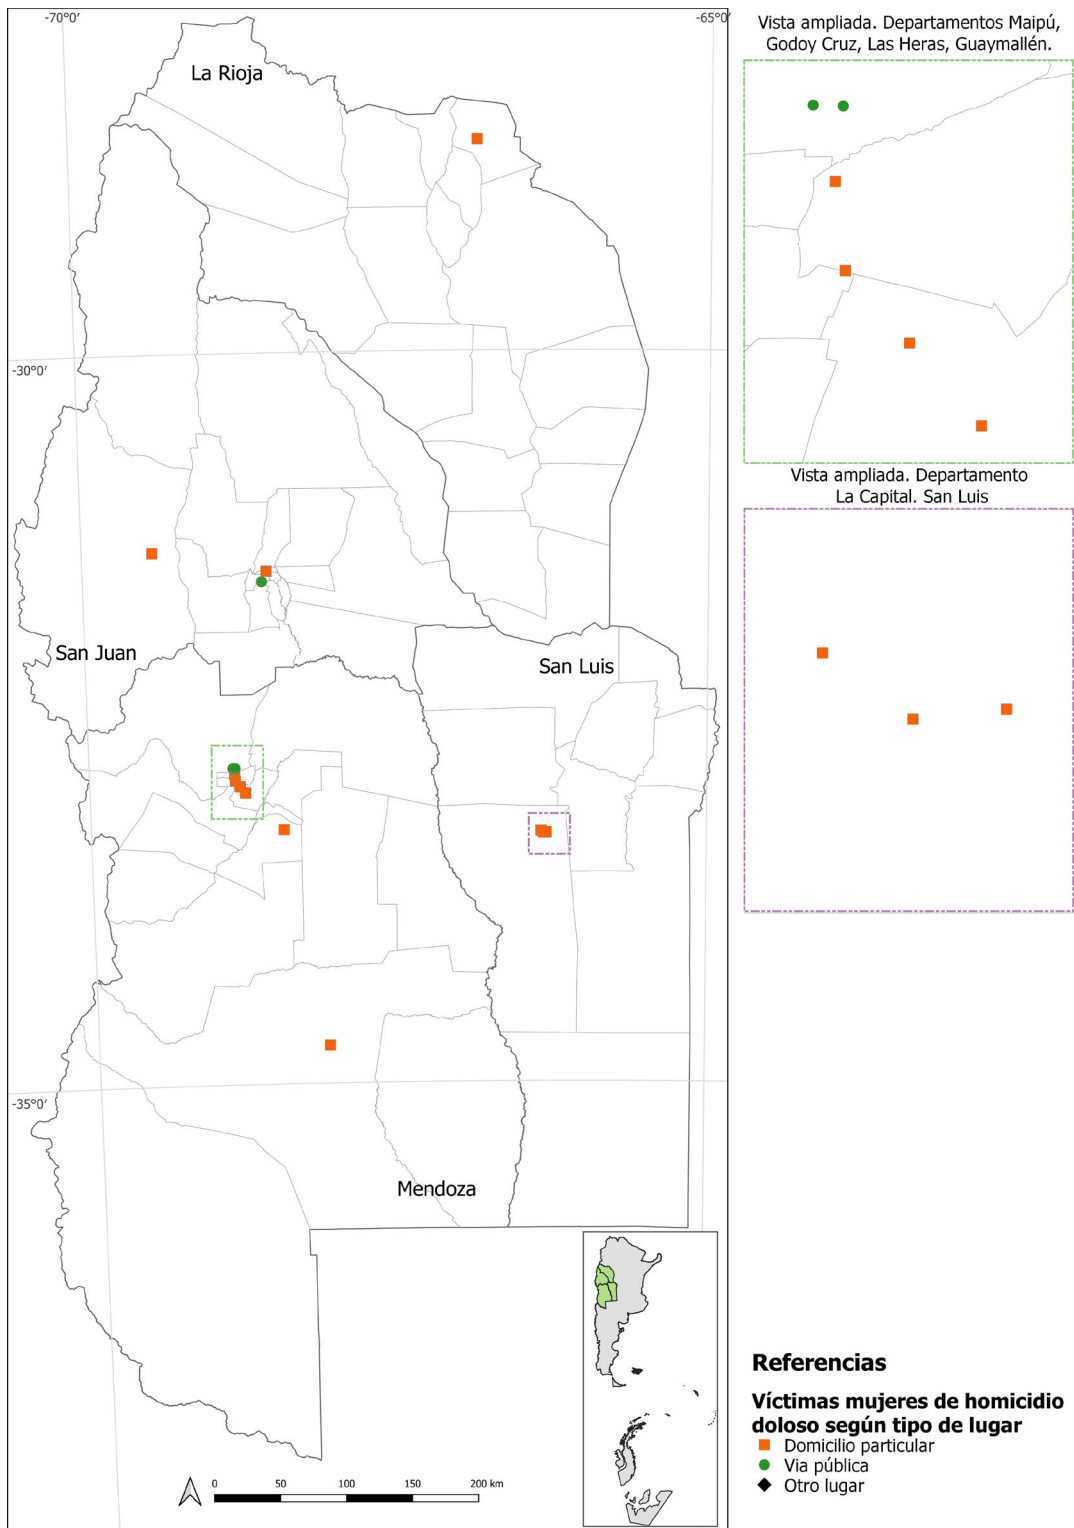 -70°0′
-65°0′
La Rioja
-30°0′
San Juan
San Luis
-35°0′
Mendoza
0 50 100 150 200 km
Vista ampliada. Departamentos Maipú,
Godoy Cruz, Las Heras, Guaymallén.
Vista ampliada. Departamento
La Capital. San Luis
Referencias
Víctimas mujeres de homicidio
doloso según tipo de lugar
Domicilio particular
Via pública
Otro lugar